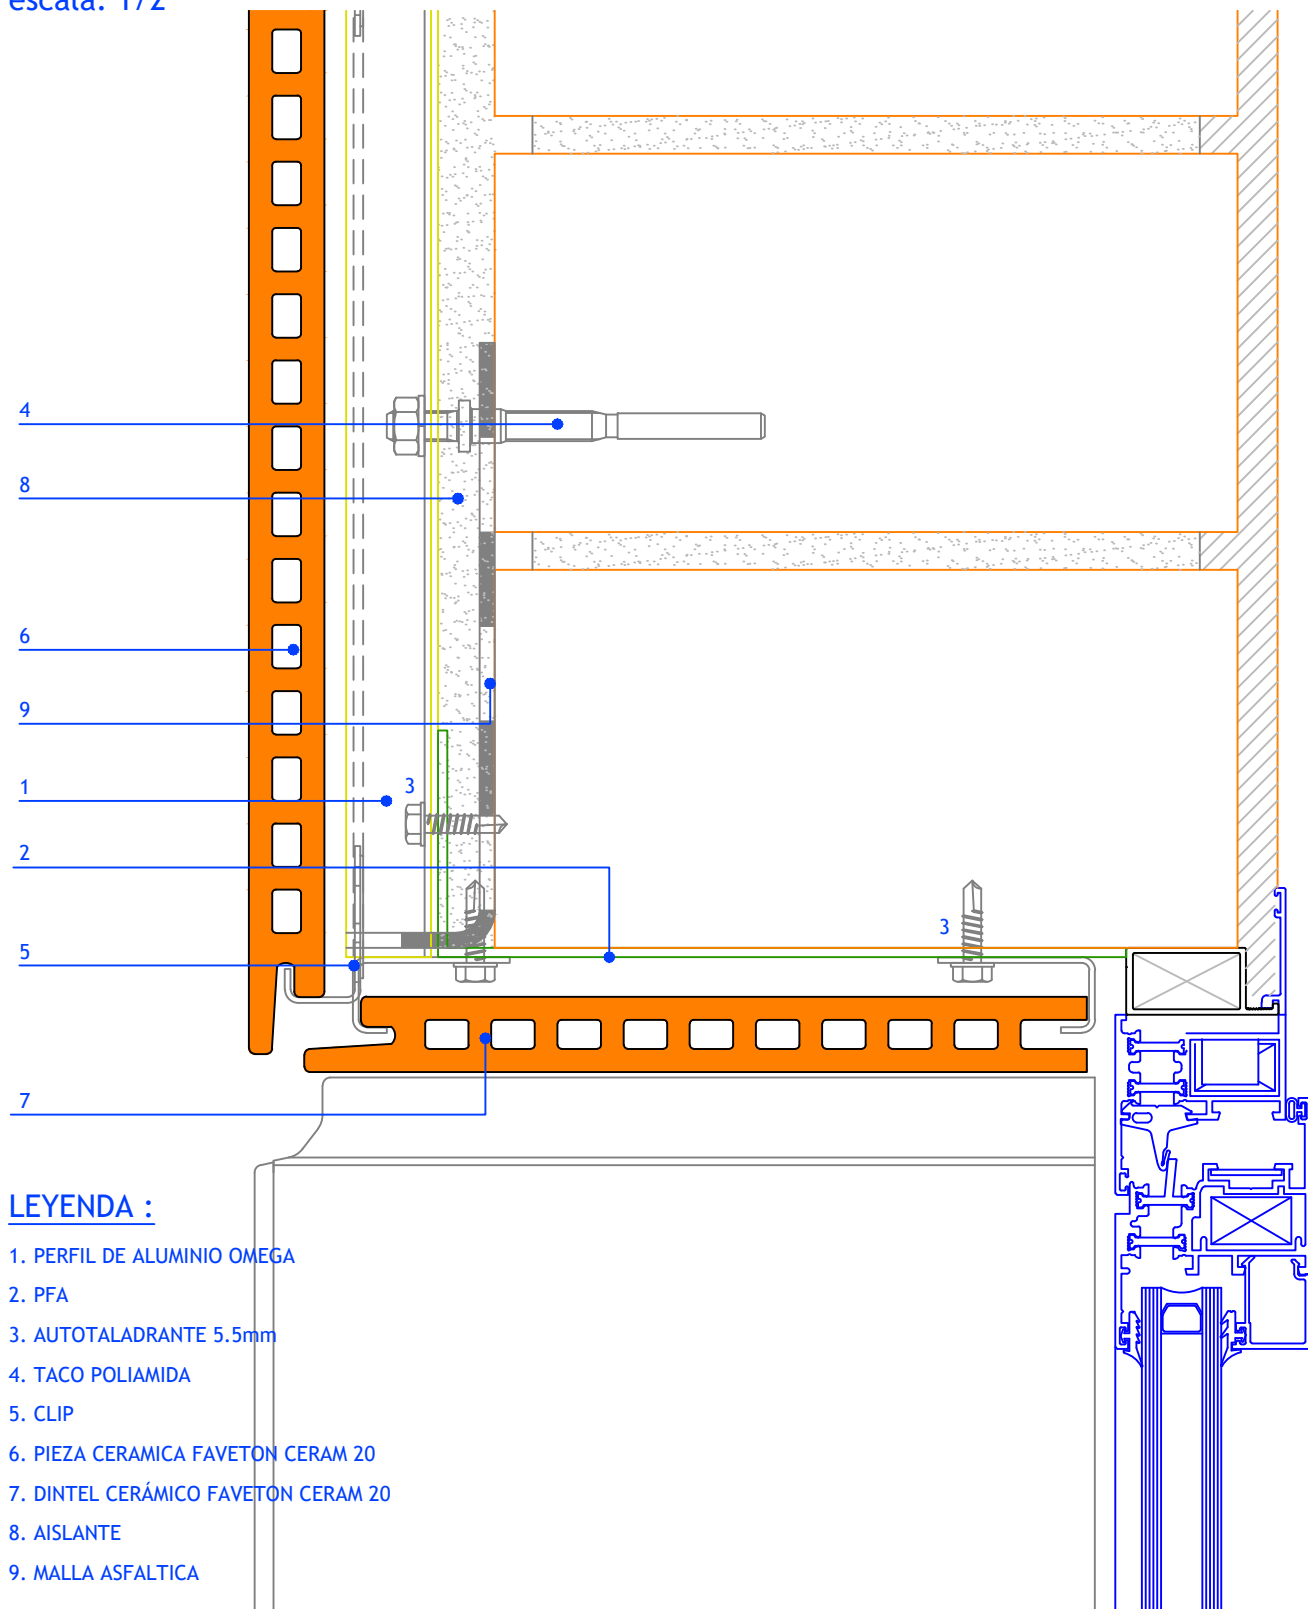 escala: 1/2
4
8
6
9
1
3
2
3
5
7
LEYENDA :
1. PERFIL DE ALUMINIO OMEGA
2. PFA
3. AUTOTALADRANTE 5.5mm
4. TACO POLIAMIDA
5. CLIP
6. PIEZA CERAMICA FAVETON CERAM 20
7. DINTEL CERÁMICO FAVETON CERAM 20
8. AISLANTE
9. MALLA ASFALTICA